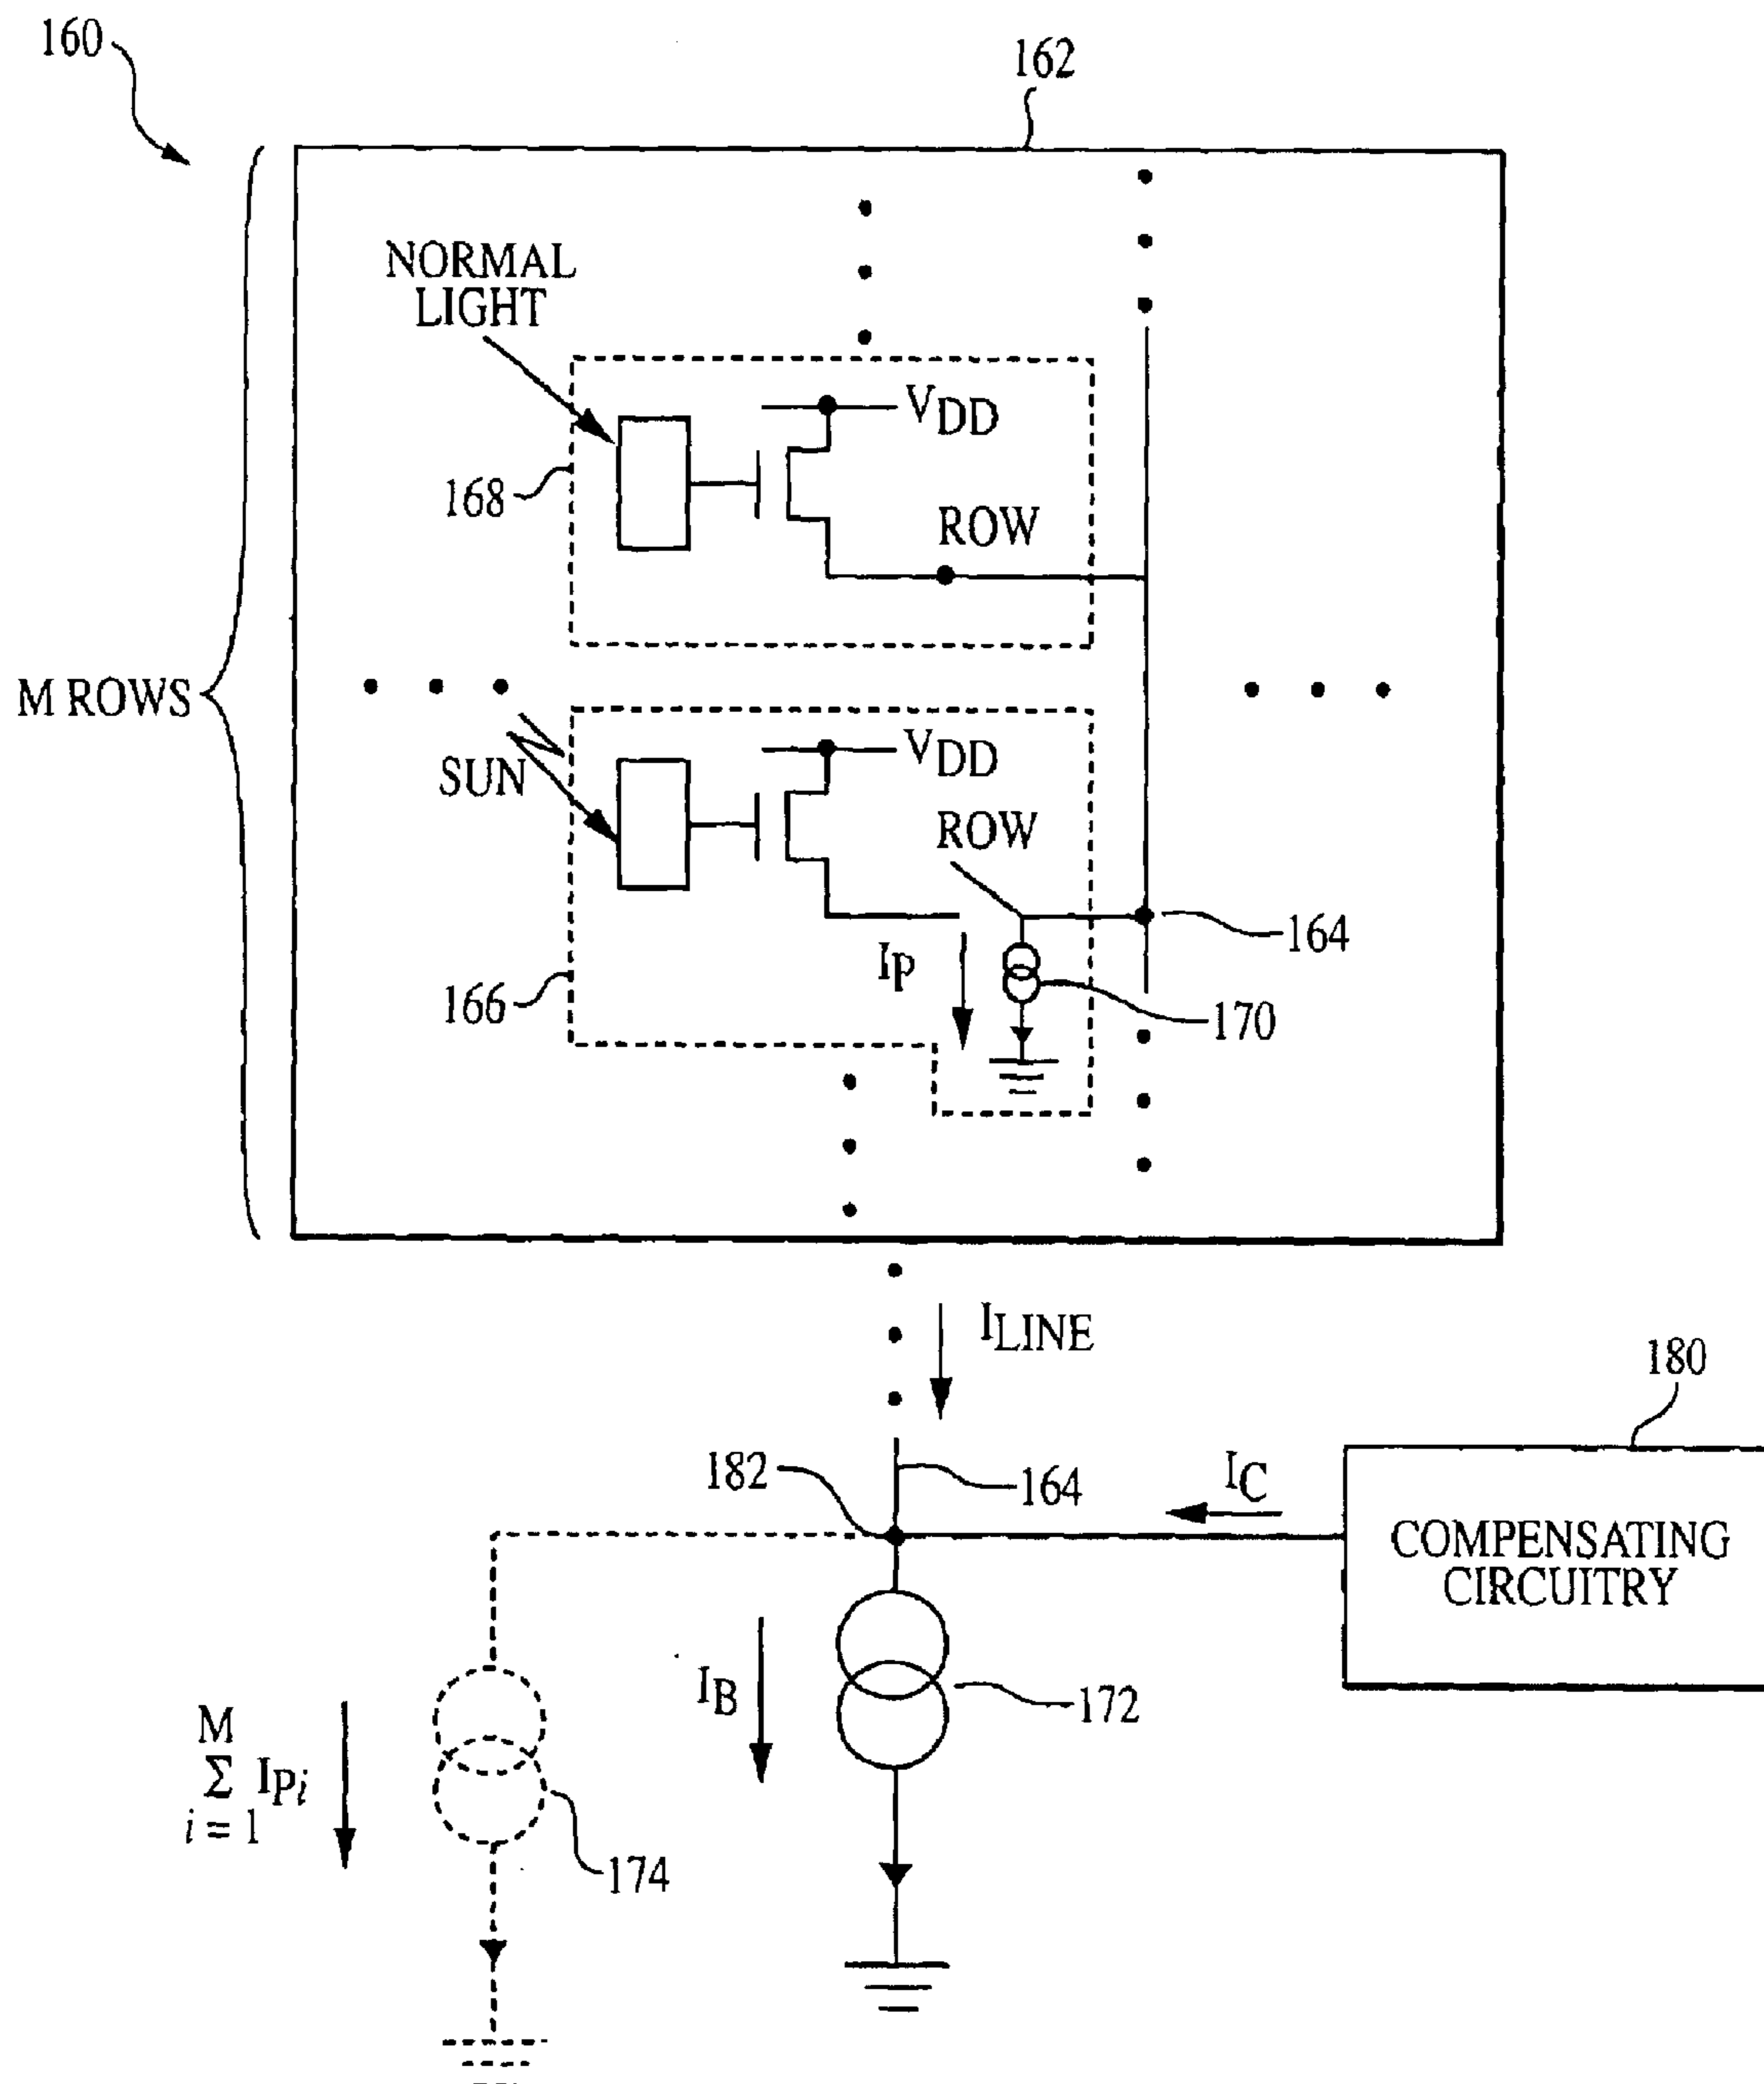 160
162
NORMAL
LIGHT
VDD
168
ROW
M ROWS
VDD
SUN
ROW
164
IP
166
170
ILINE
180
182
164
IC
COMPENSATING
CIRCUITRY
IB
172
M
Σ IPi
i = 1
174